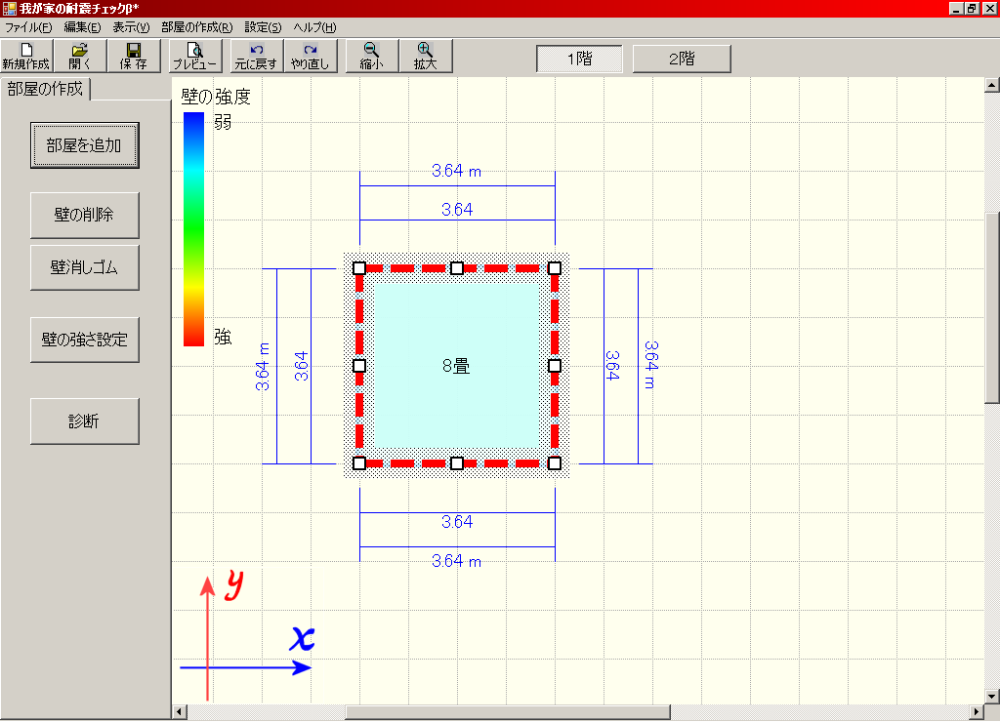 我が家の耐震チェックβ*
ファイル(F) 編集(E) 表示(V) 部屋の作成(R) 設定(S) ヘルプ(H)
新規作成 開く 保存 プレビュー 元に戻す やり直し 縮小 拡大 1階 2階
部屋の作成
部屋を追加
壁の削除
壁消しゴム
壁の強さ設定
診断
壁の強度
弱
強
3.64 m
3.64
3.64 m
3.64
8畳
3.64
3.64 m
3.64
3.64 m
y
x